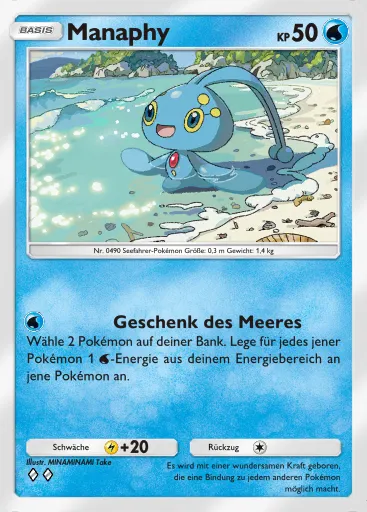 BASIS Manaphy KP 50
Nr. 0490 Seefahrer-Pokémon Größe: 0,3 m Gewicht: 1,4 kg
Geschenk des Meeres
Wähle 2 Pokémon auf deiner Bank. Lege für jedes jener
Pokémon 1 -Energie aus deinem Energiebereich an
jene Pokémon an.
Schwäche +20 Rückzug
Illustr. MINAMINAMI Take
Es wird mit einer wundersamen Kraft geboren,
die eine Bindung zu jedem anderen Pokémon
möglich macht.